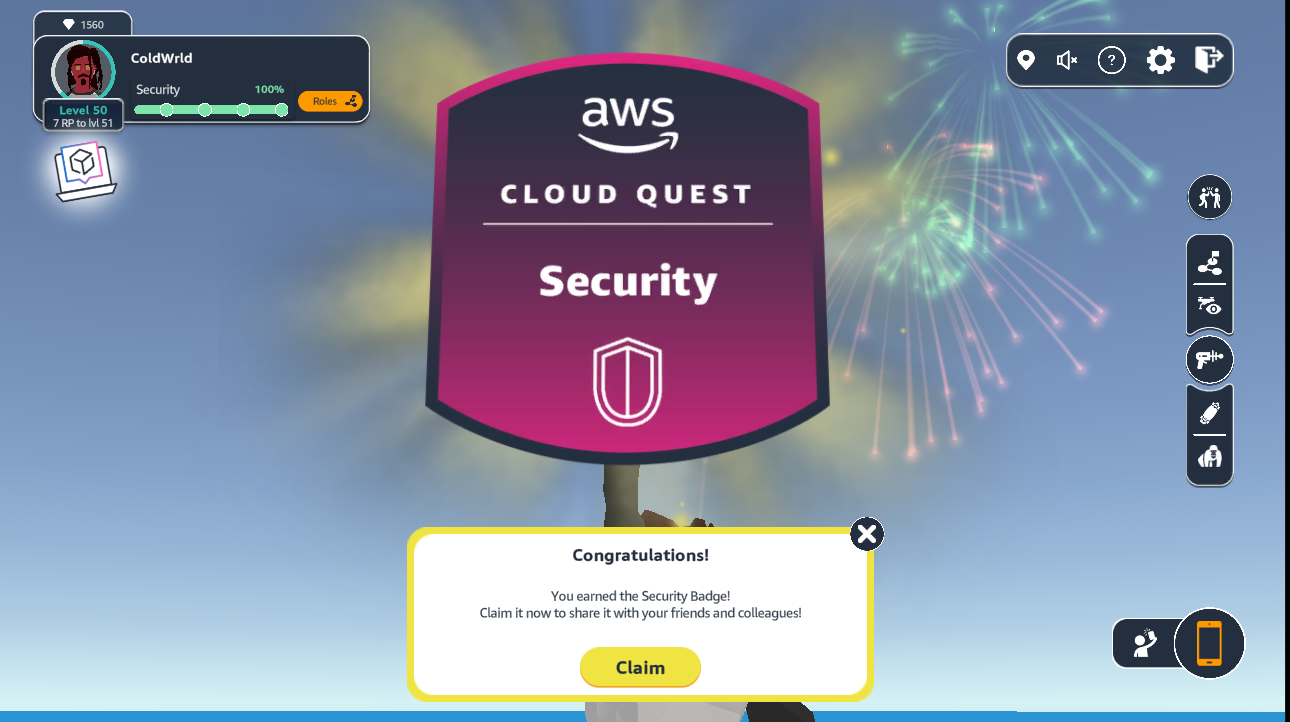 1560
ColdWrld
Security 100%
Roles
Level 50
7 RP to lvl 51
aws
CLOUD QUEST
Security
?
Congratulations!
You earned the Security Badge!
Claim it now to share it with your friends and colleagues!
Claim